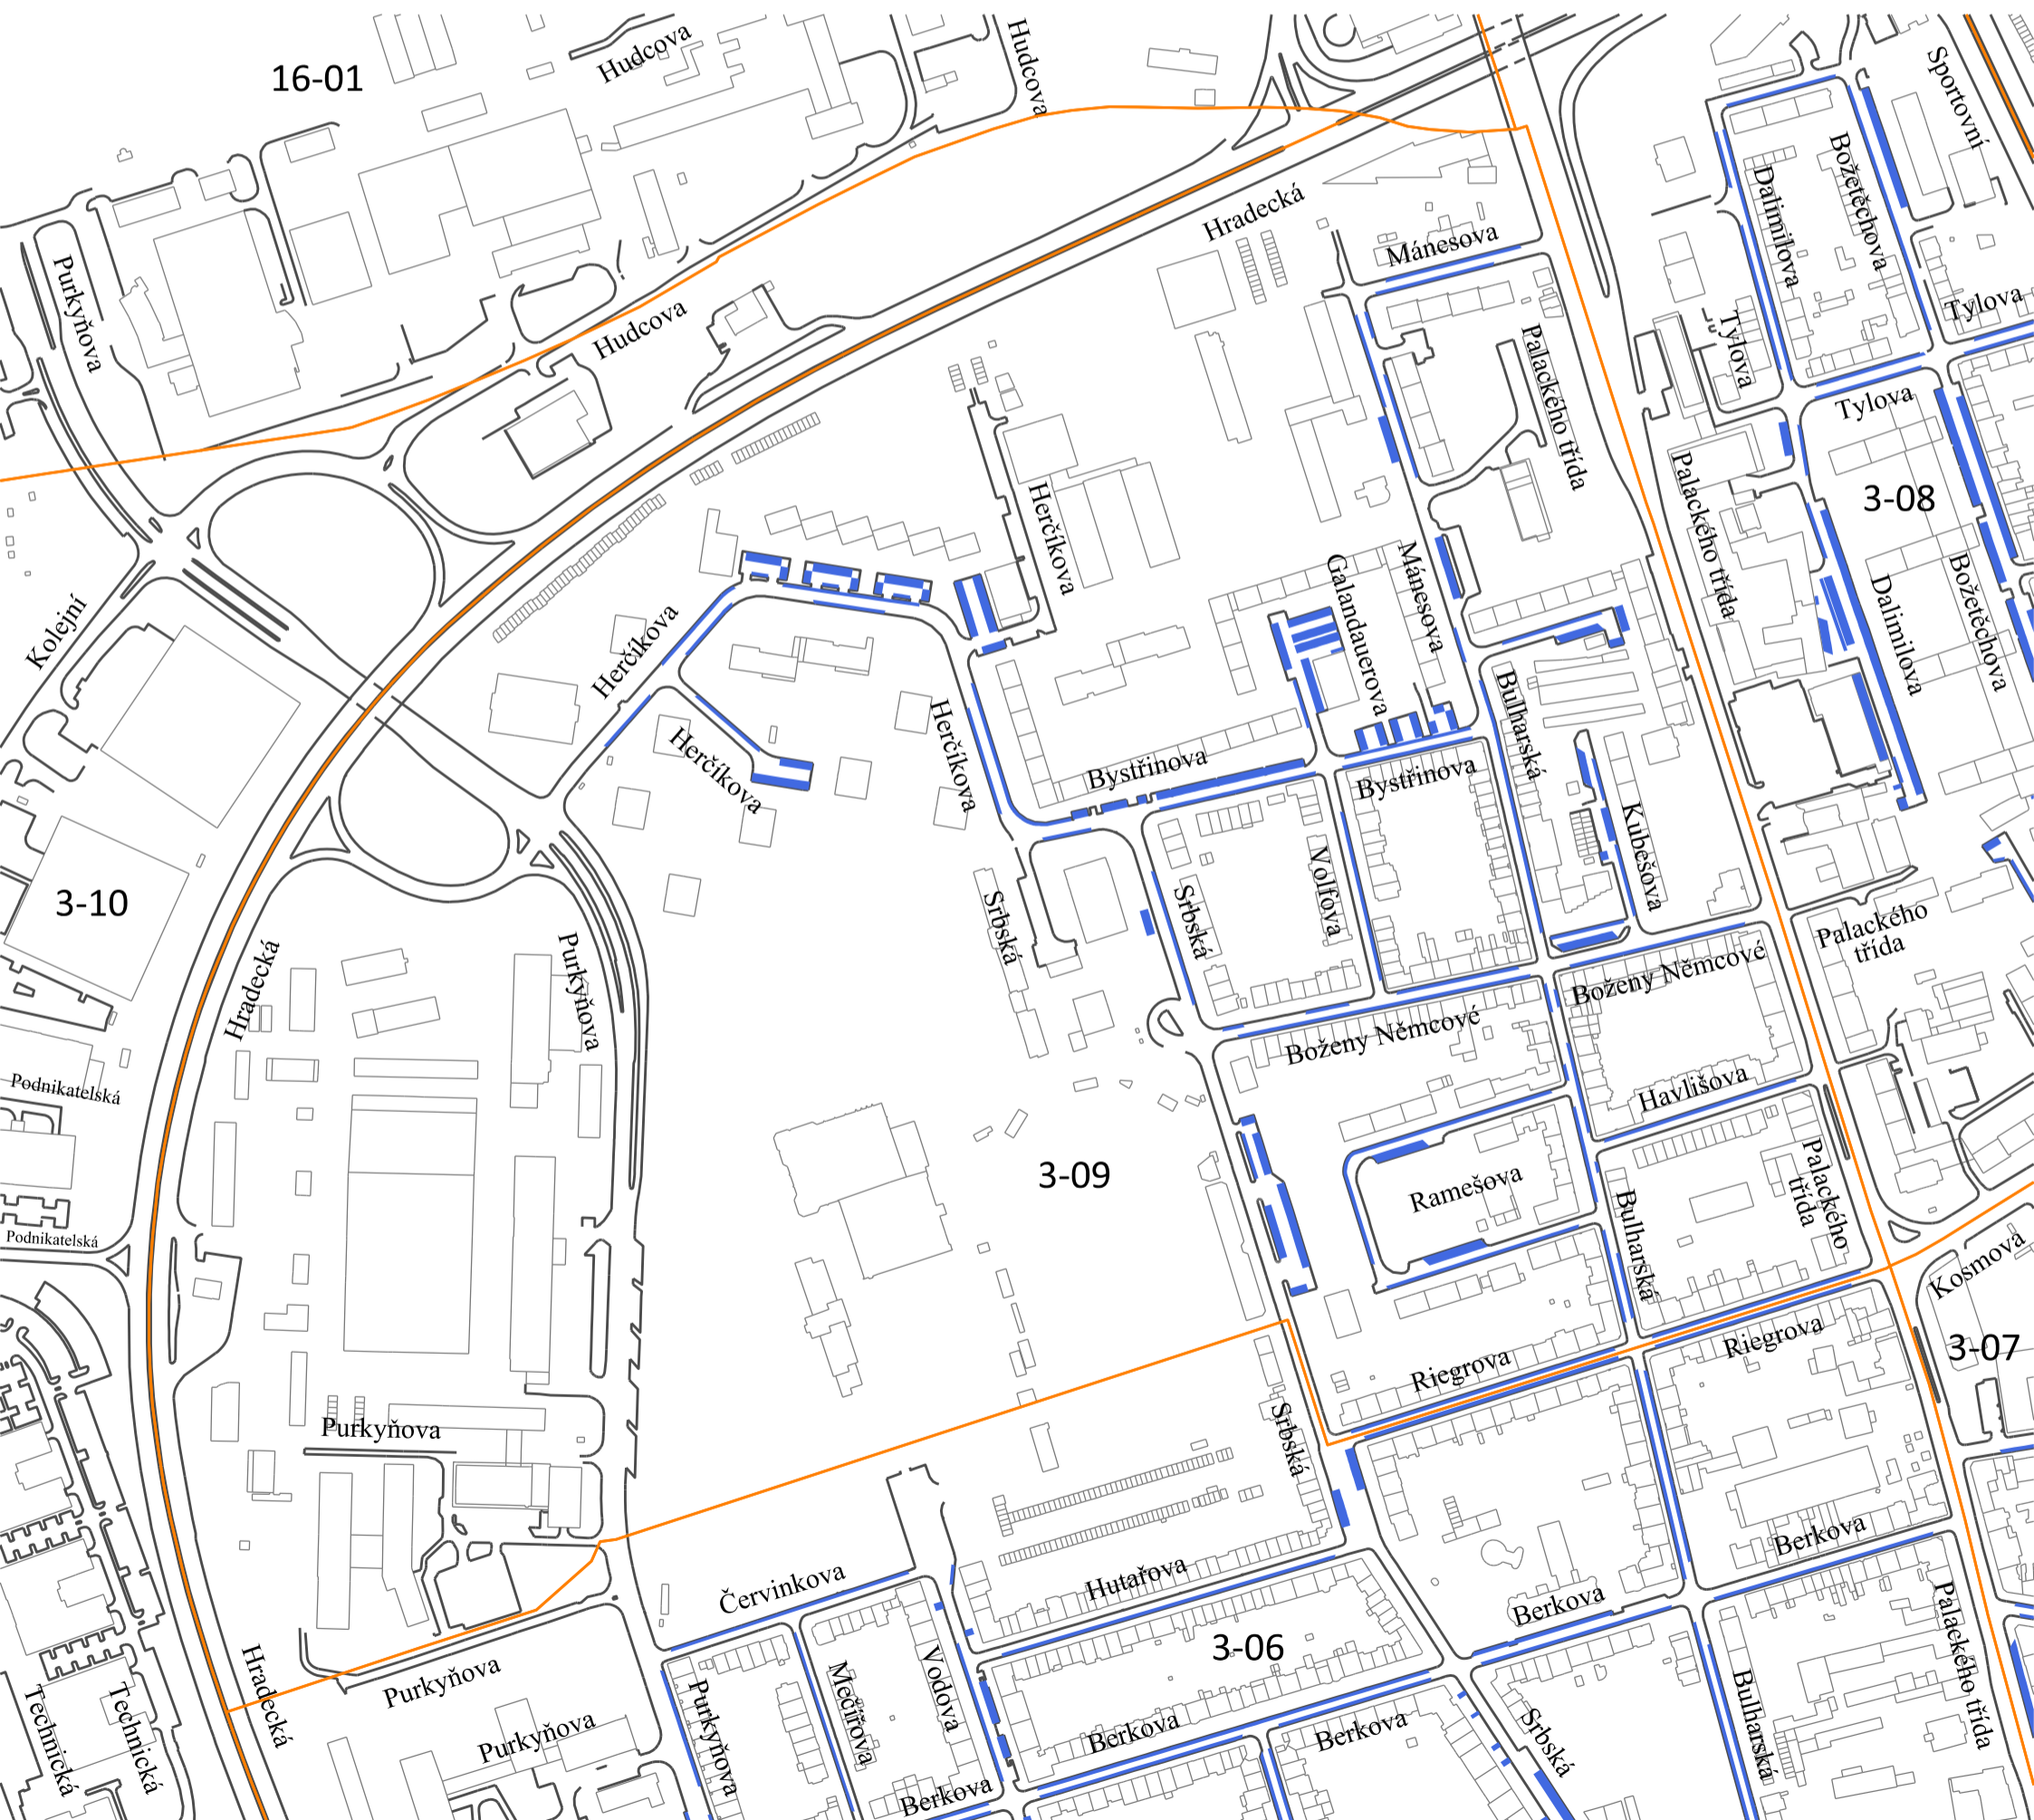 Hudcova
Hudcova
16-01
Sportovní
Božetěchova
Dalimilova
Hradecká
Mánesova
Purkyňova
Hudcova
Tylova
Tylova
Palackého třída
Tylova
Palackého třída
3-08
Herčíkova
Galandauerova
Mánesova
Božetěchova
Dalimilova
Kolejní
Herčíkova
Bulharská
Herčíkova
Herčíkova
Bystřinova
Bystřinova
Kubešova
Volfova
3-10
Srbská
Srbská
Palackého
třída
Hradecká
Purkyňova
Boženy Němcové
Boženy Němcové
Podnikatelská
Havlišova
3-09
Ramešova
Palackého
třída
Bulharská
Podnikatelská
Kosmova
Riegrova
3-07
Riegrova
Purkyňova
Srbská
Berkova
Červinkova
Hutařova
Berkova
3-06
Palackého třída
Hradecká
Purkyňova
Vodova
Mečířova
Purkyňova
Technická
Technická
Purkyňova
Berkova
Berkova
Srbská
Bulharská
Berkova